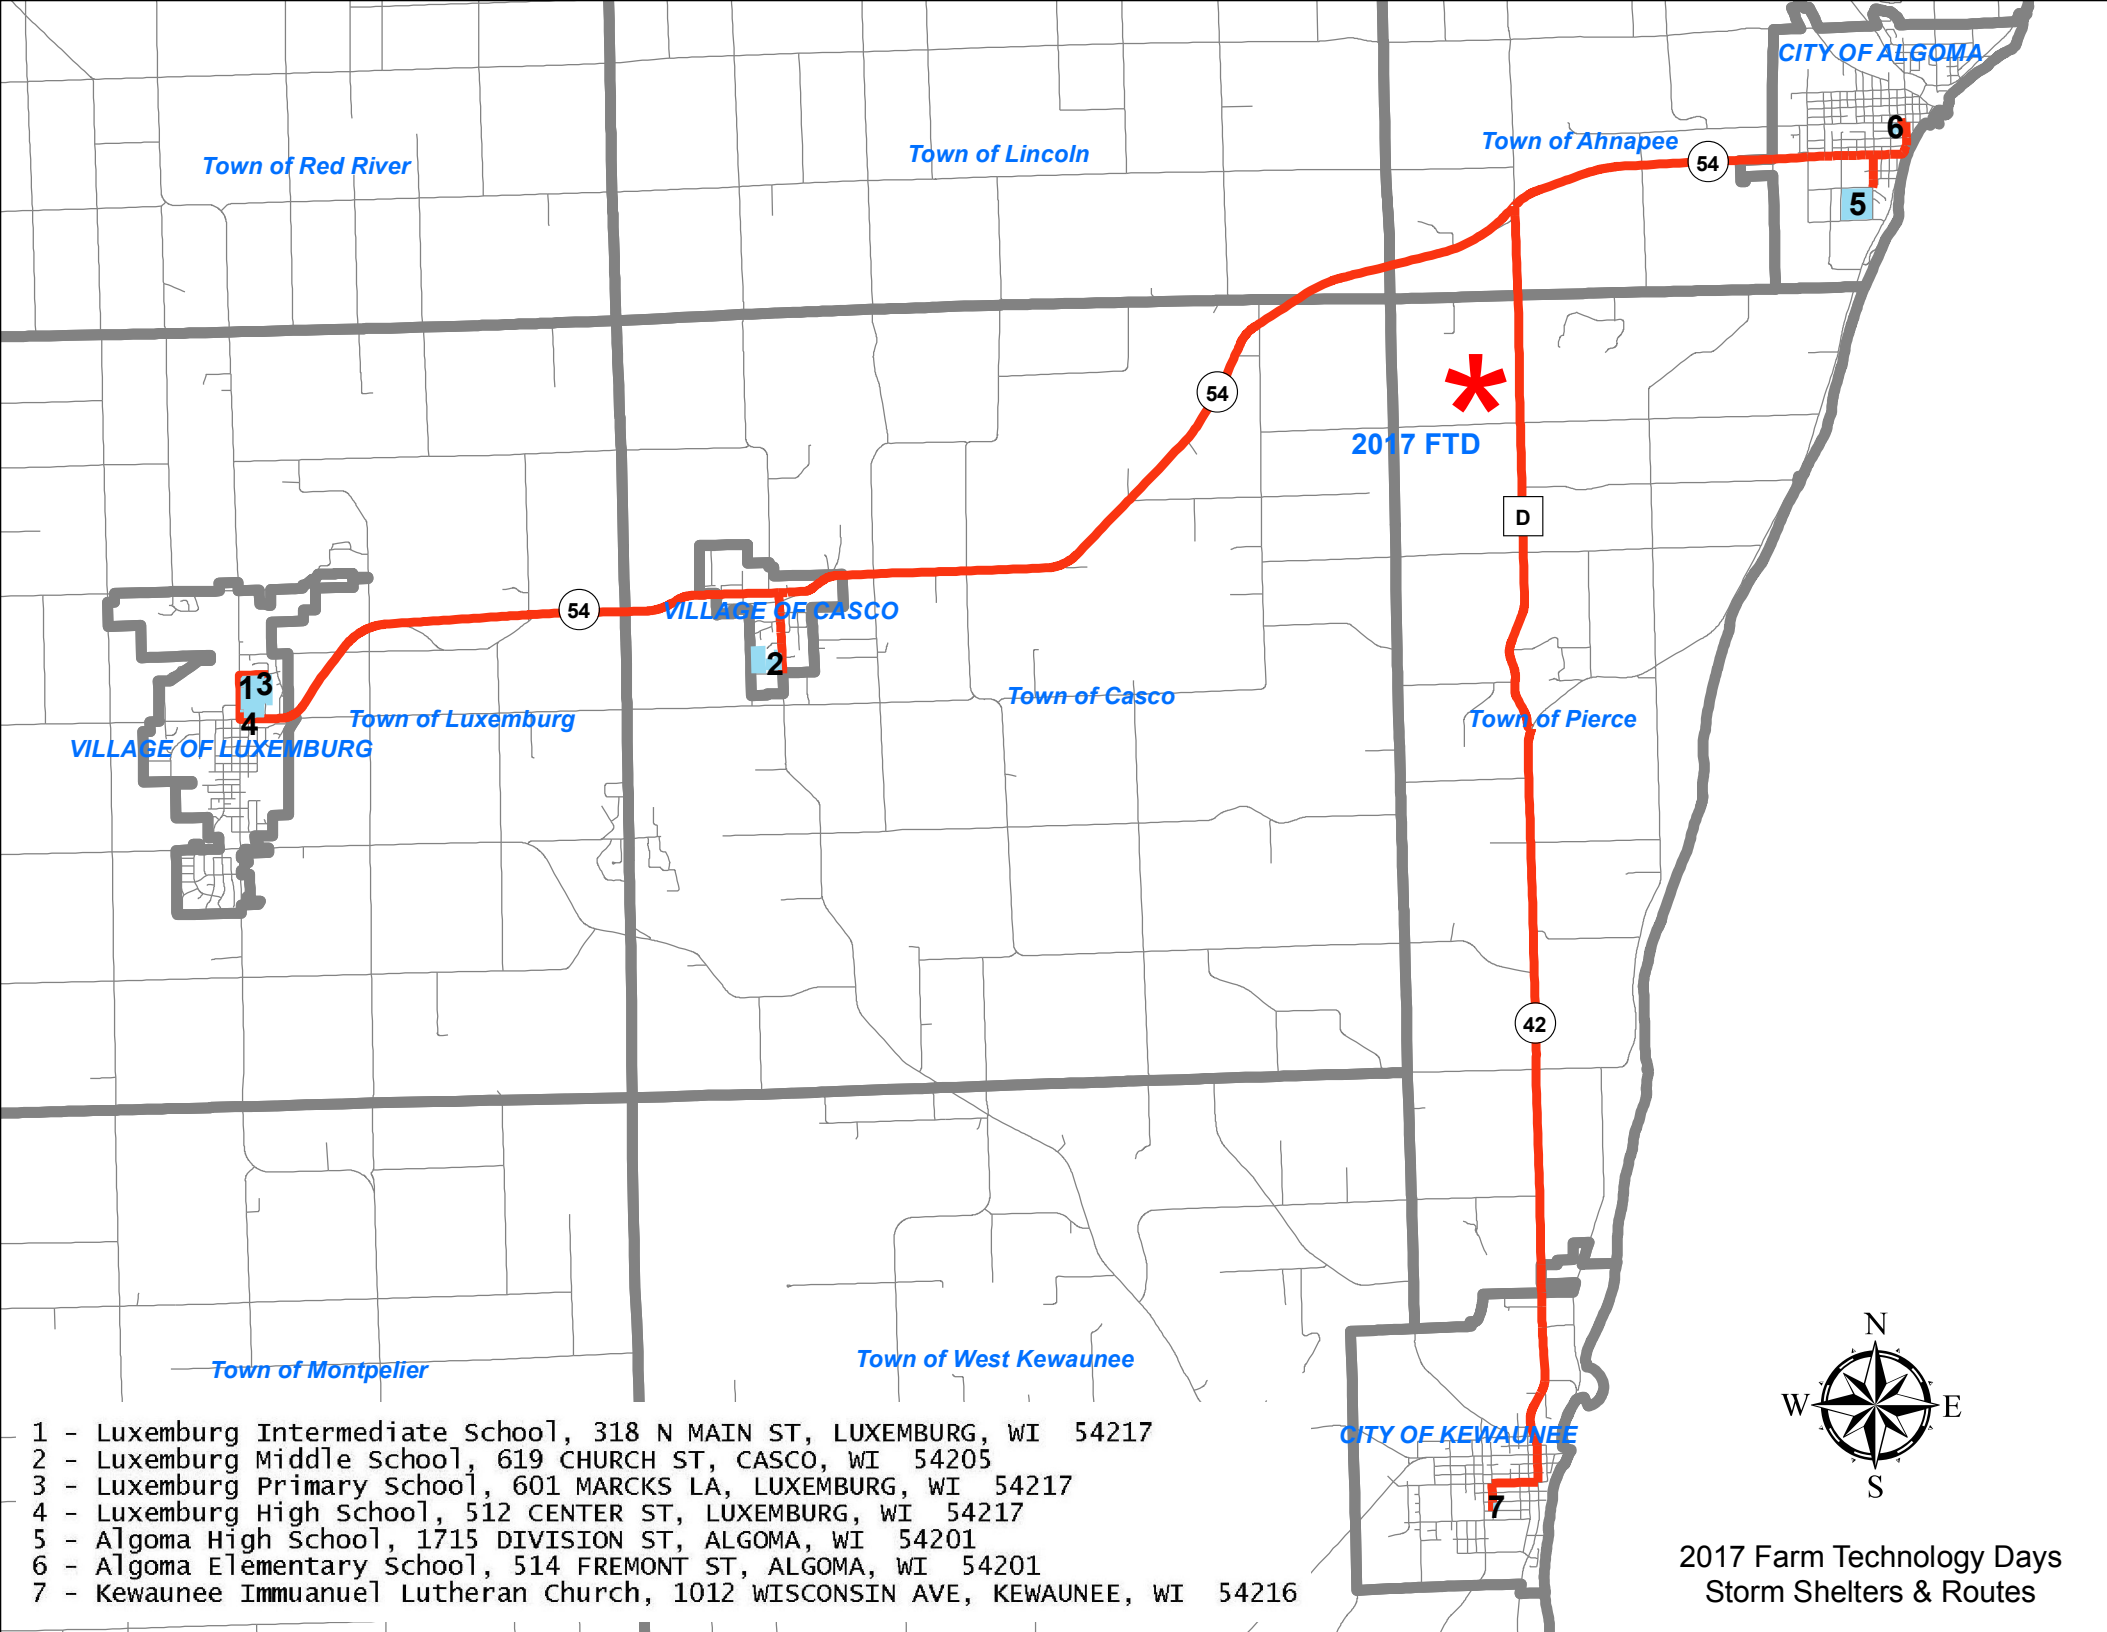 CITY OF ALGOMA
6
Town of Ahnapee
Town of Lincoln
54
Town of Red River
5
54
2017 FTD
D
54
VILLAGE OF CASCO
2
13
Town of Casco
4
Town of Luxemburg
Town of Pierce
VILLAGE OF LUXEMBURG
42
Town of West Kewaunee
Town of Montpelier
CITY OF KEWAUNEE
7
N
W
E
S
1 - Luxemburg Intermediate School, 318 N MAIN ST, LUXEMBURG, WI 54217
2 - Luxemburg Middle School, 619 CHURCH ST, CASCO, WI 54205
3 - Luxemburg Primary School, 601 MARCKS LA, LUXEMBURG, WI 54217
4 - Luxemburg High School, 512 CENTER ST, LUXEMBURG, WI 54217
5 - Algoma High School, 1715 DIVISION ST, ALGOMA, WI 54201
6 - Algoma Elementary School, 514 FREMONT ST, ALGOMA, WI 54201
7 - Kewaunee Immuanuel Lutheran Church, 1012 WISCONSIN AVE, KEWAUNEE, WI 54216
2017 Farm Technology Days
Storm Shelters & Routes